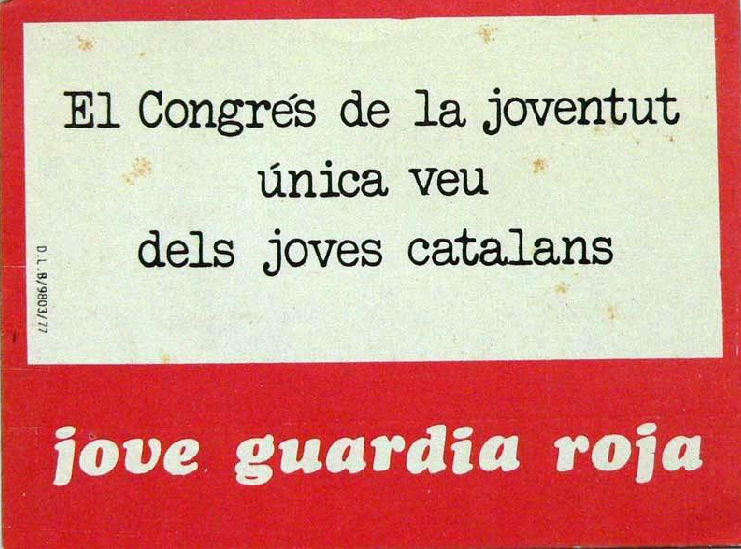 El Congrés de la joventut
única veu
dels joves catalans
D. L. B/9803/77
jove guardia roja